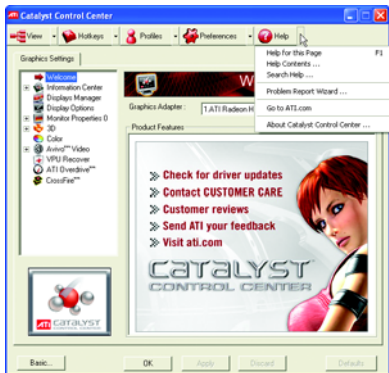 ATI Catalyst Control Center
View Hotkeys Profiles Preferences Help
Help for this Page F1
Help Contents ...
Search Help ...
Problem Report Wizard ...
Go to ATI.com
About Catalyst Control Center ...
Graphics Settings
Welcome
Information Center
Displays Manager
Display Options
Monitor Properties 0
3D
Color
Avivo™ Video
VPU Recover
ATI Overdrive™
CrossFire™
W
Graphics Adapter :
1.ATI Radeon H
Product Features
Check for driver updates
Contact CUSTOMER CARE
Customer reviews
Send ATI your feedback
Visit ati.com
CATALYST
CONTROL CENTER
ATI CATALYST
Basic...
OK
Apply
Discard
Defaults